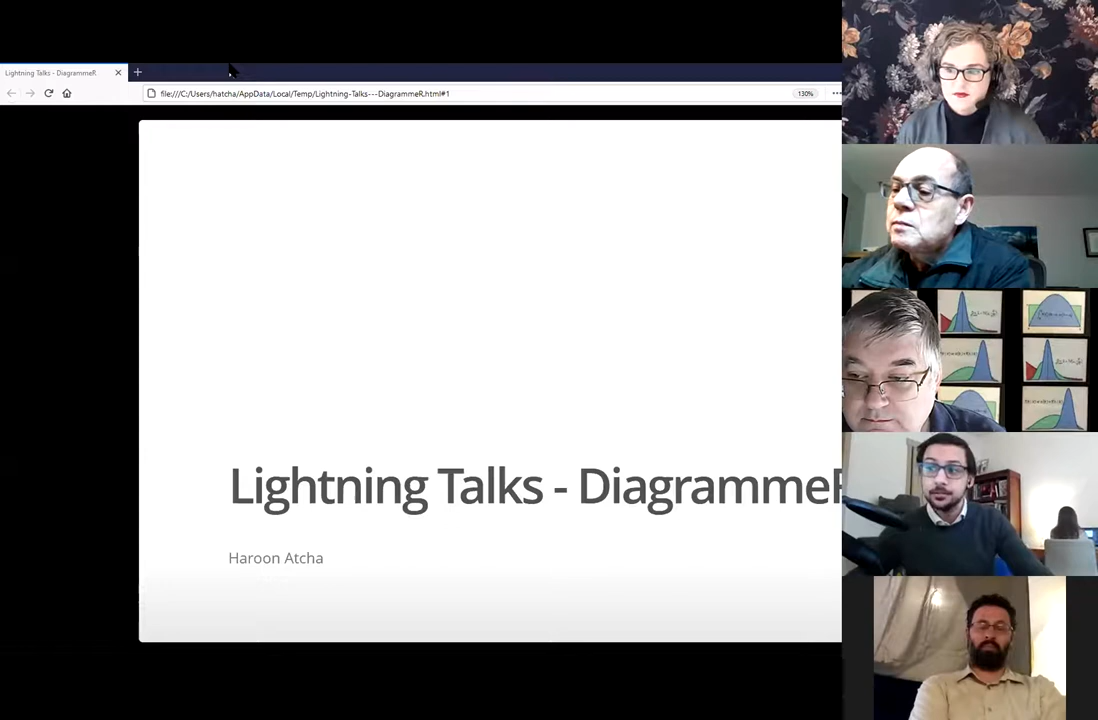 Lightning Talks - DiagrammeR
file:///C:/Users/hatcha/AppData/Local/Temp/Lightning-Talks---DiagrammeR.html#1
130%
Lightning Talks - DiagrammeR
Haroon Atcha